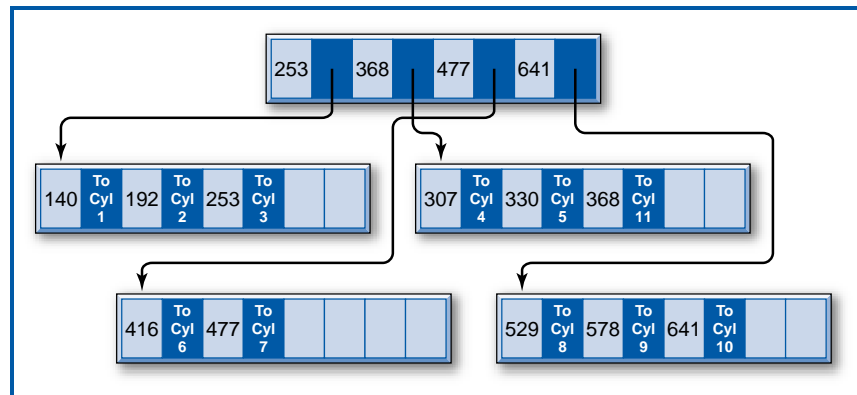 253 368 477 641
140 To Cyl 1 192 To Cyl 2 253 To Cyl 3
307 To Cyl 4 330 To Cyl 5 368 To Cyl 11
416 To Cyl 6 477 To Cyl 7
529 To Cyl 8 578 To Cyl 9 641 To Cyl 10